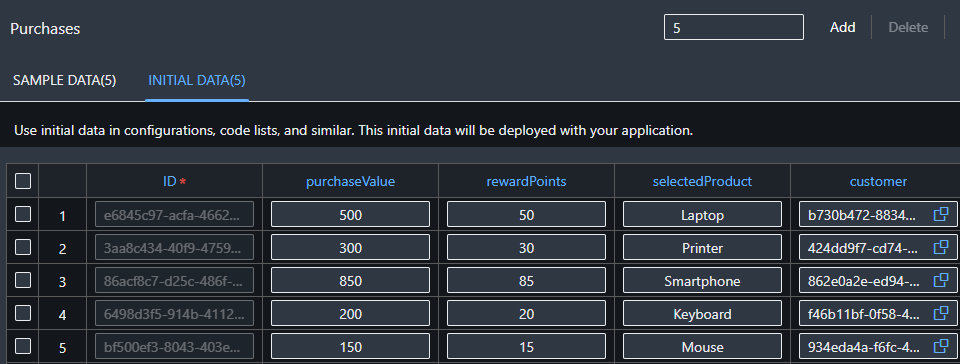 Purchases
5 Add Delete
SAMPLE DATA(5) INITIAL DATA(5)
Use initial data in configurations, code lists, and similar. This initial data will be deployed with your application.
ID * purchaseValue rewardPoints selectedProduct customer
1 e6845c97-acfa-4662... 500 50 Laptop b730b472-8834...
2 3aa8c434-40f9-4759... 300 30 Printer 424dd9f7-cd74-...
3 86acf8c7-d25c-486f-... 850 85 Smartphone 862e0a2e-ed94-...
4 6498d3f5-914b-4112... 200 20 Keyboard f46b11bf-0f58-4...
5 bf500ef3-8043-403e... 150 15 Mouse 934eda4a-f6fc-4...